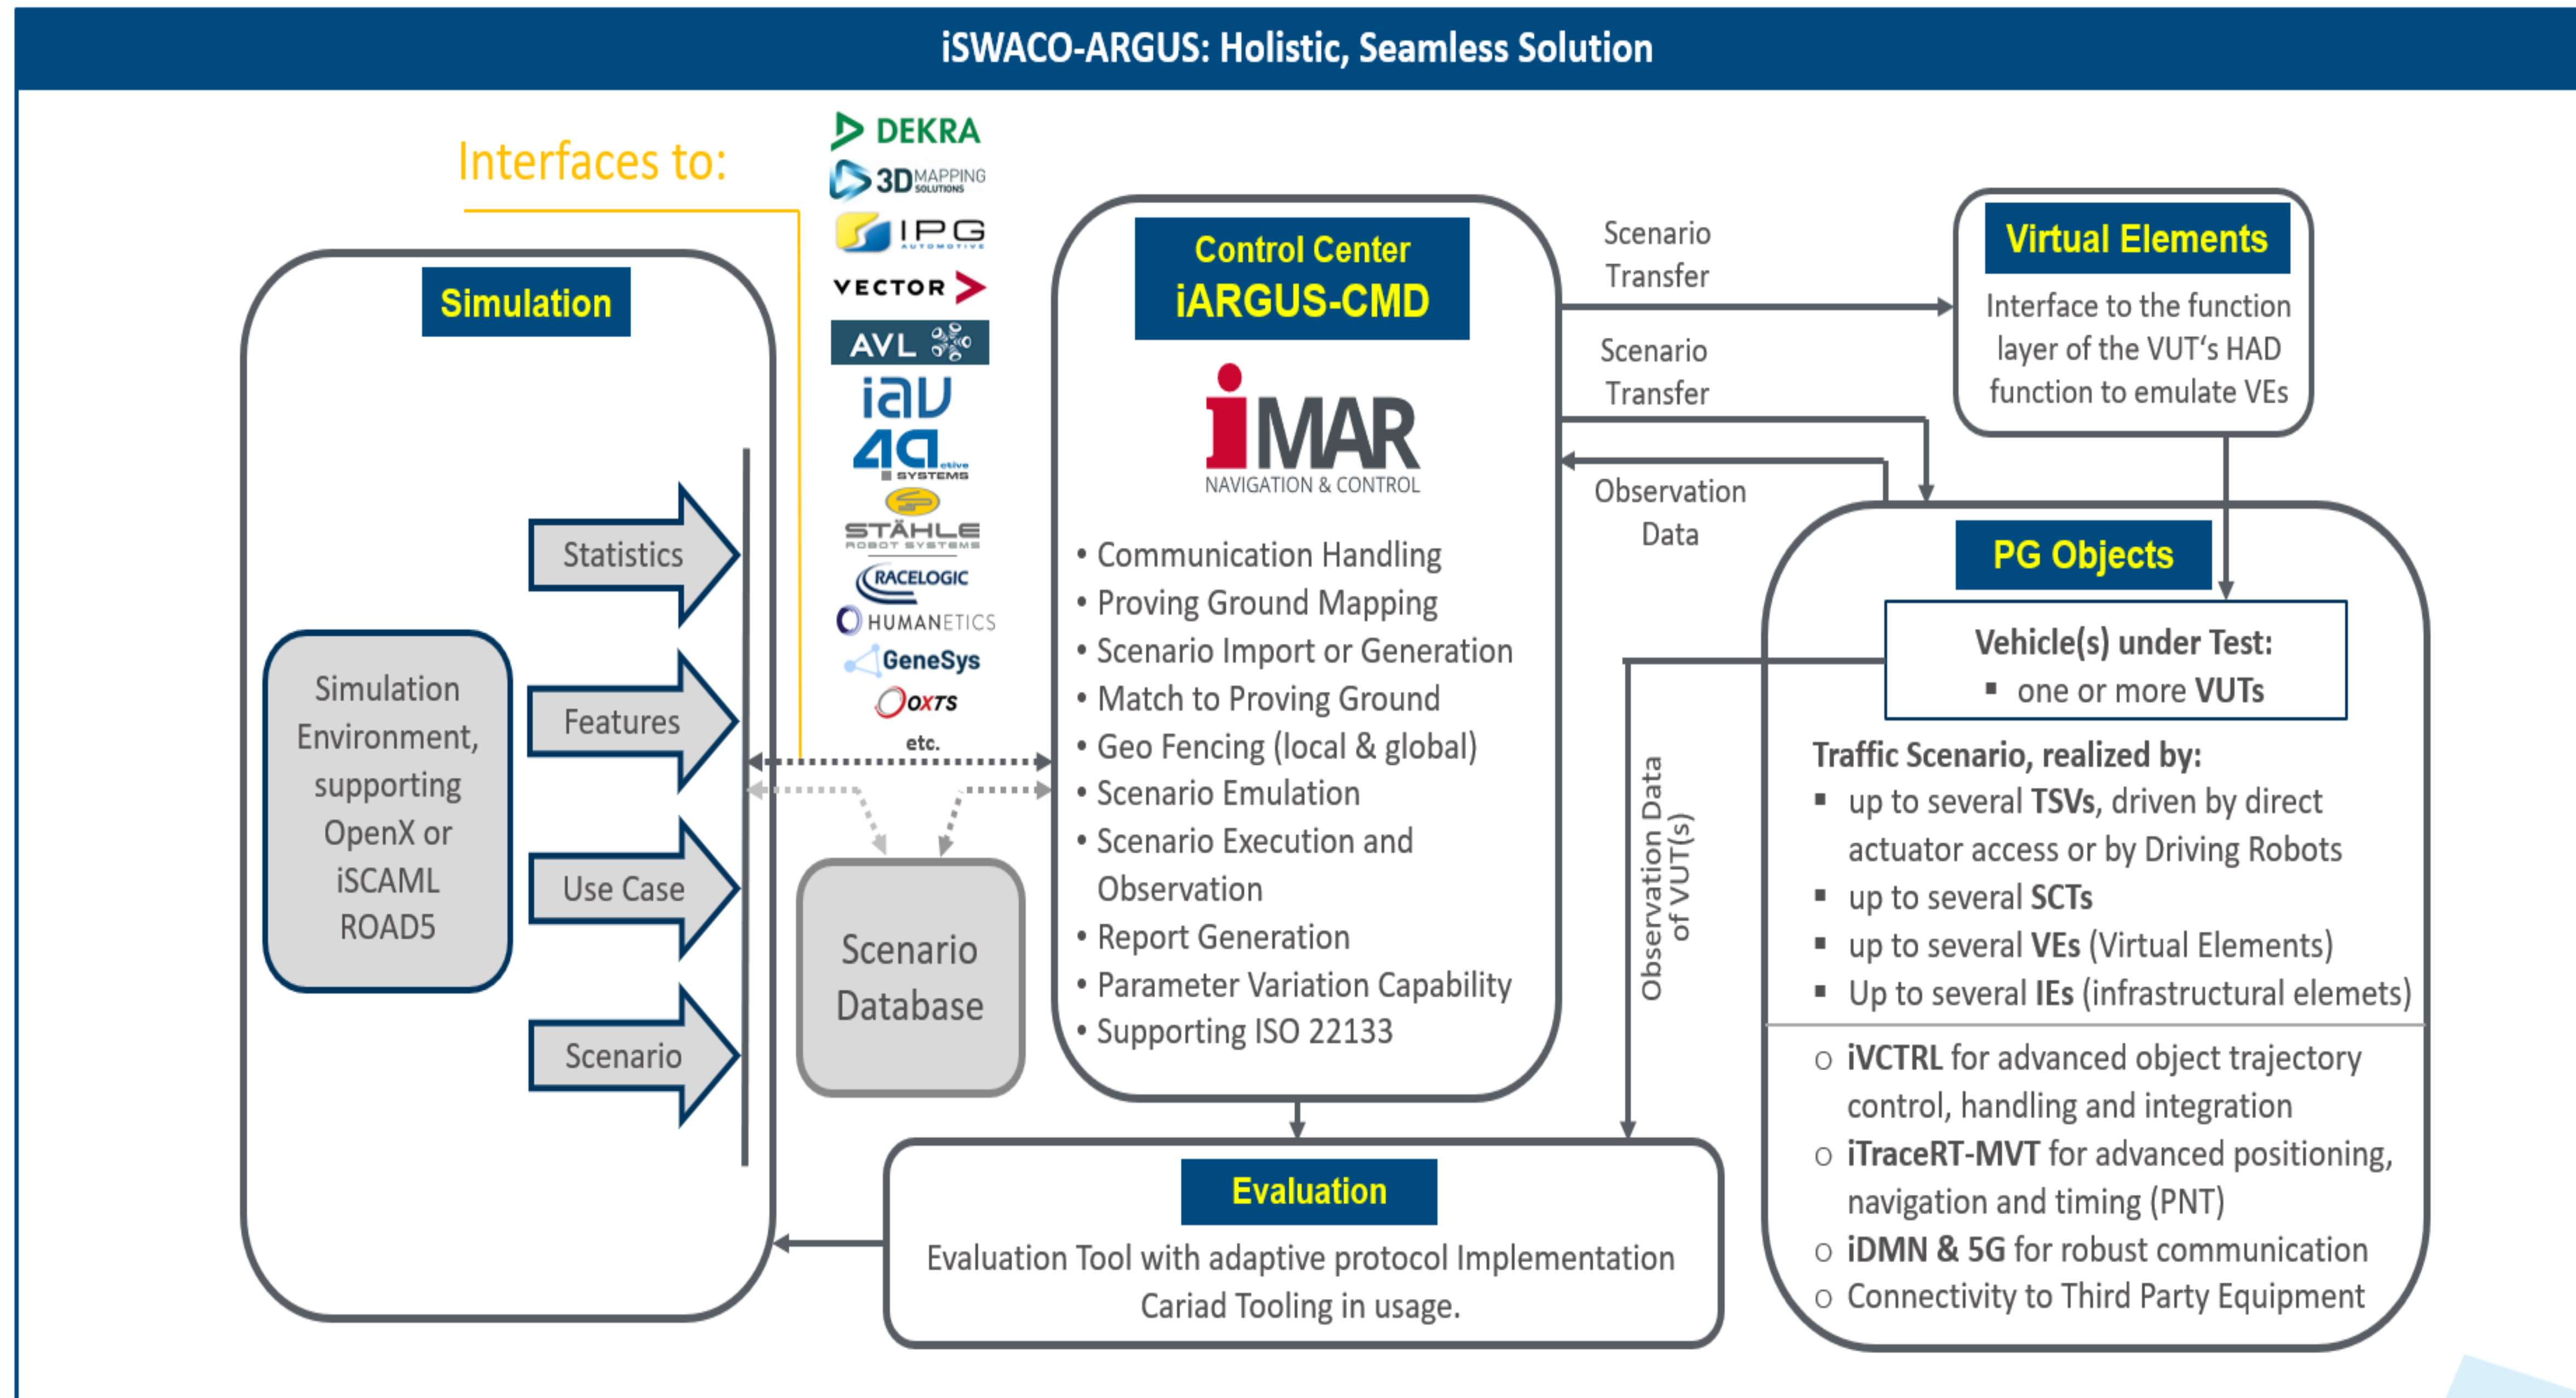 iSWACO-ARGUS: Holistic, Seamless Solution
Interfaces to:
DEKRA
3D MAPPING
SOLUTIONS
IPG
AUTOMOTIVE
VECTOR
AVL
iav
4a ctive
SYSTEMS
STÄHLE
ROBOT SYSTEMS
RACELOGIC
HUMANETICS
GeneSys
OXTS
etc.
Simulation
Simulation
Environment,
supporting
OpenX or
iSCAML
ROAD5
Statistics
Features
Use Case
Scenario
Scenario
Database
Control Center
iARGUS-CMD
iMAR
NAVIGATION & CONTROL
• Communication Handling
• Proving Ground Mapping
• Scenario Import or Generation
• Match to Proving Ground
• Geo Fencing (local & global)
• Scenario Emulation
• Scenario Execution and
Observation
• Report Generation
• Parameter Variation Capability
• Supporting ISO 22133
Scenario
Transfer
Scenario
Transfer
Observation
Data
Virtual Elements
Interface to the function
layer of the VUT‘s HAD
function to emulate VEs
PG Objects
Vehicle(s) under Test:
▪ one or more VUTs
Traffic Scenario, realized by:
▪ up to several TSVs, driven by direct
actuator access or by Driving Robots
▪ up to several SCTs
▪ up to several VEs (Virtual Elements)
▪ Up to several IEs (infrastructural elemets)
o iVCTRL for advanced object trajectory
control, handling and integration
o iTraceRT-MVT for advanced positioning,
navigation and timing (PNT)
o iDMN & 5G for robust communication
o Connectivity to Third Party Equipment
Observation Data
of VUT(s)
Evaluation
Evaluation Tool with adaptive protocol Implementation
Cariad Tooling in usage.